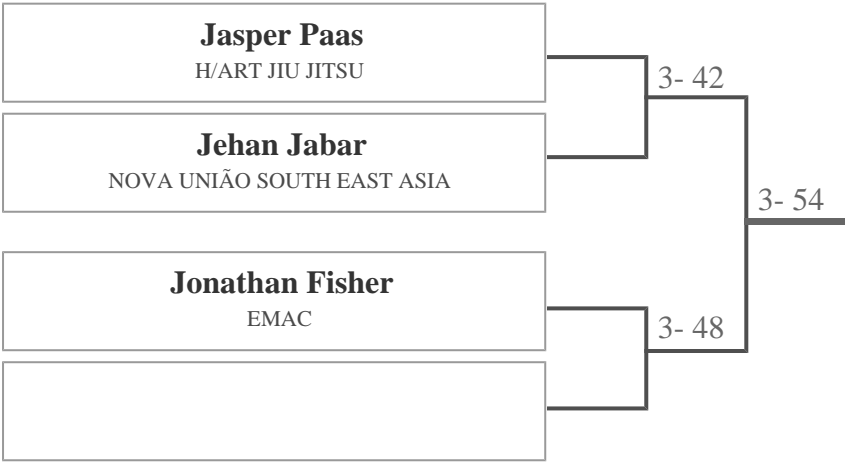 Jasper Paas
H/ART JIU JITSU
3- 42
Jehan Jabar
NOVA UNIÃO SOUTH EAST ASIA
3- 54
Jonathan Fisher
EMAC
3- 48